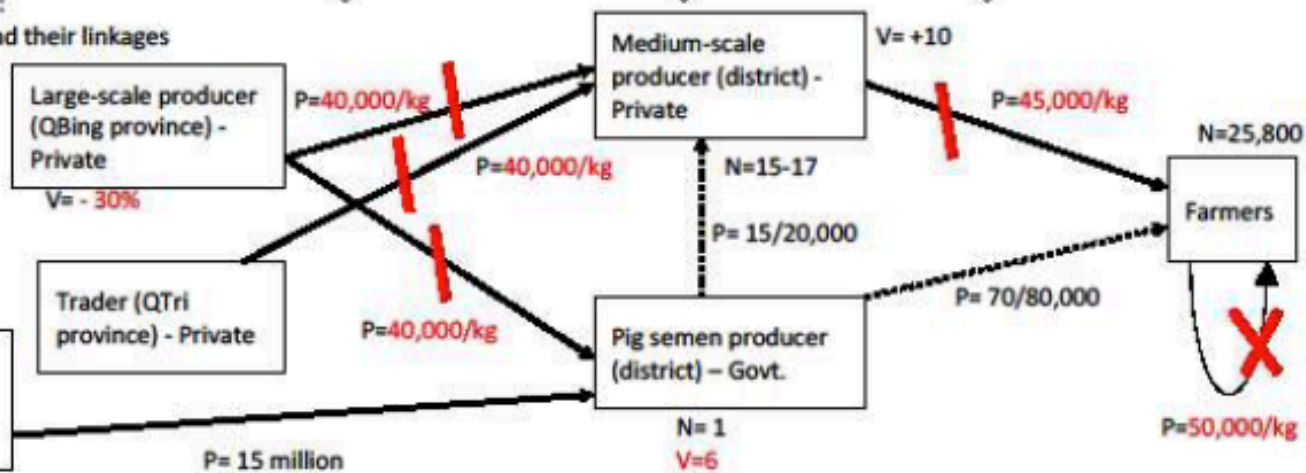 nd their linkages
Medium-scale
producer (district) -
Private
V= +10
Large-scale producer
(QBing province) -
Private
P=40,000/kg
P=45,000/kg
N=25,800
V= - 30%
P=40,000/kg
N=15-17
Farmers
P= 15/20,000
Trader (QTri
province) - Private
P=40,000/kg
P= 70/80,000
Pig semen producer
(district) – Govt.
P= 15 million
N= 1
V=6
P=50,000/kg